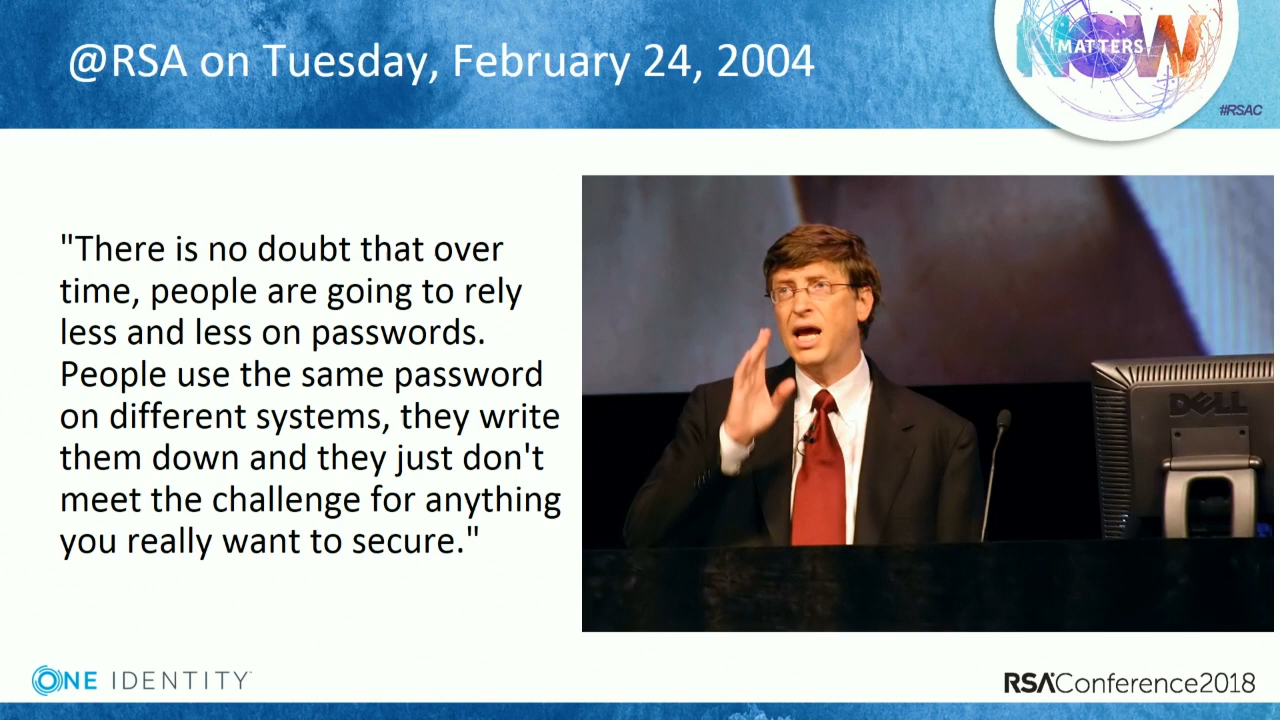 @RSA on Tuesday, February 24, 2004
NOW
MATTERS
#RSAC
"There is no doubt that over
time, people are going to rely
less and less on passwords.
People use the same password
on different systems, they write
them down and they just don't
meet the challenge for anything
you really want to secure."
DELL
ONE IDENTITY
RSAConference2018